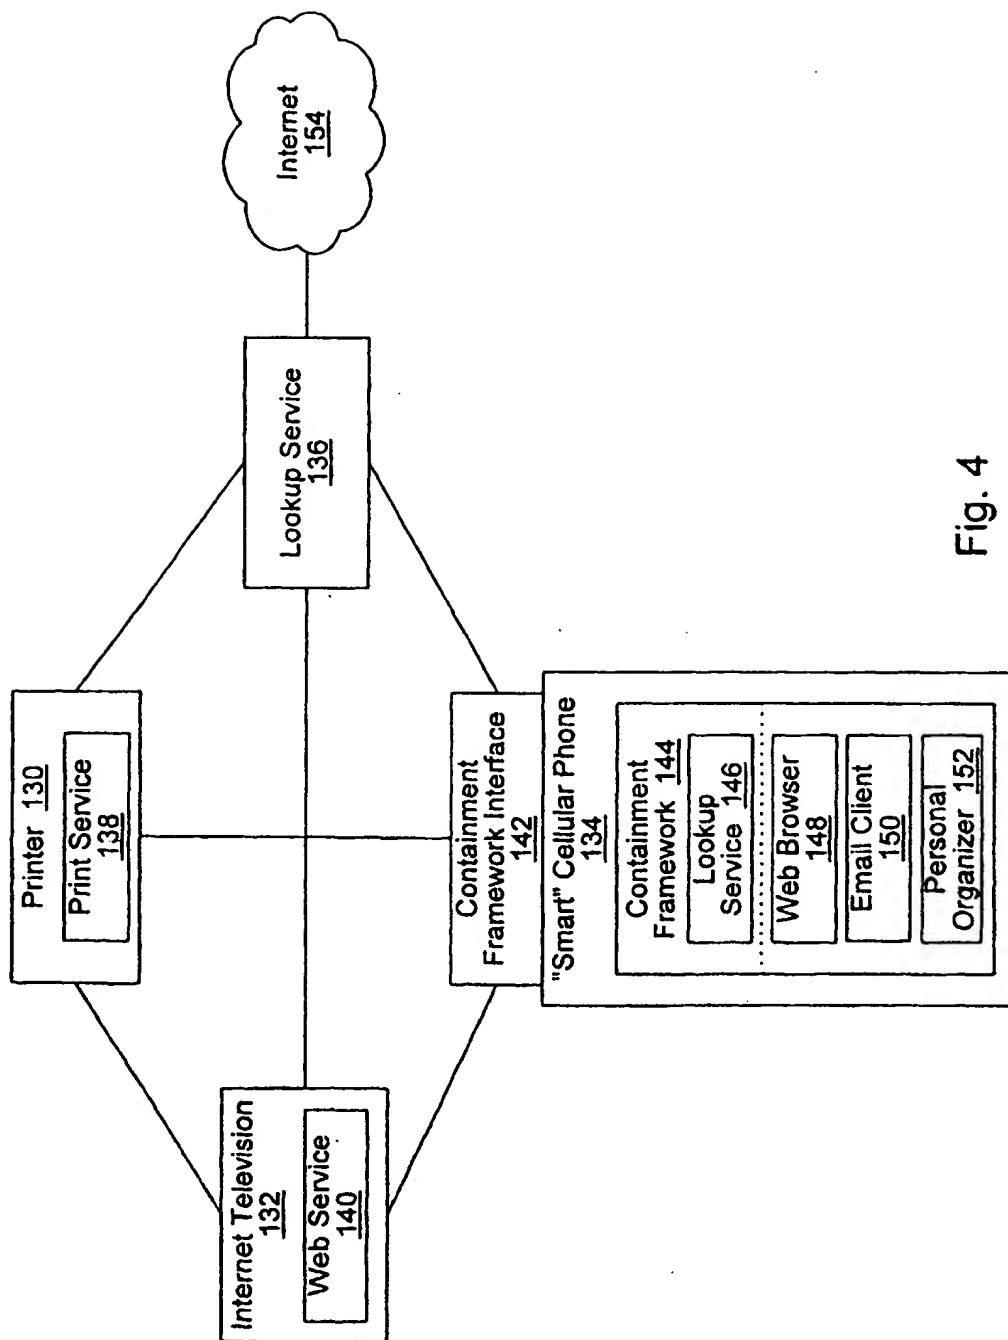 Printer 130
Print Service
138
Internet Television
132
Web Service
140
Lookup Service
136
Internet
154
Containment
Framework Interface
142
"Smart" Cellular Phone
134
Containment
Framework 144
Lookup
Service 146
Web Browser
148
Email Client
150
Personal
Organizer 152
Fig. 4